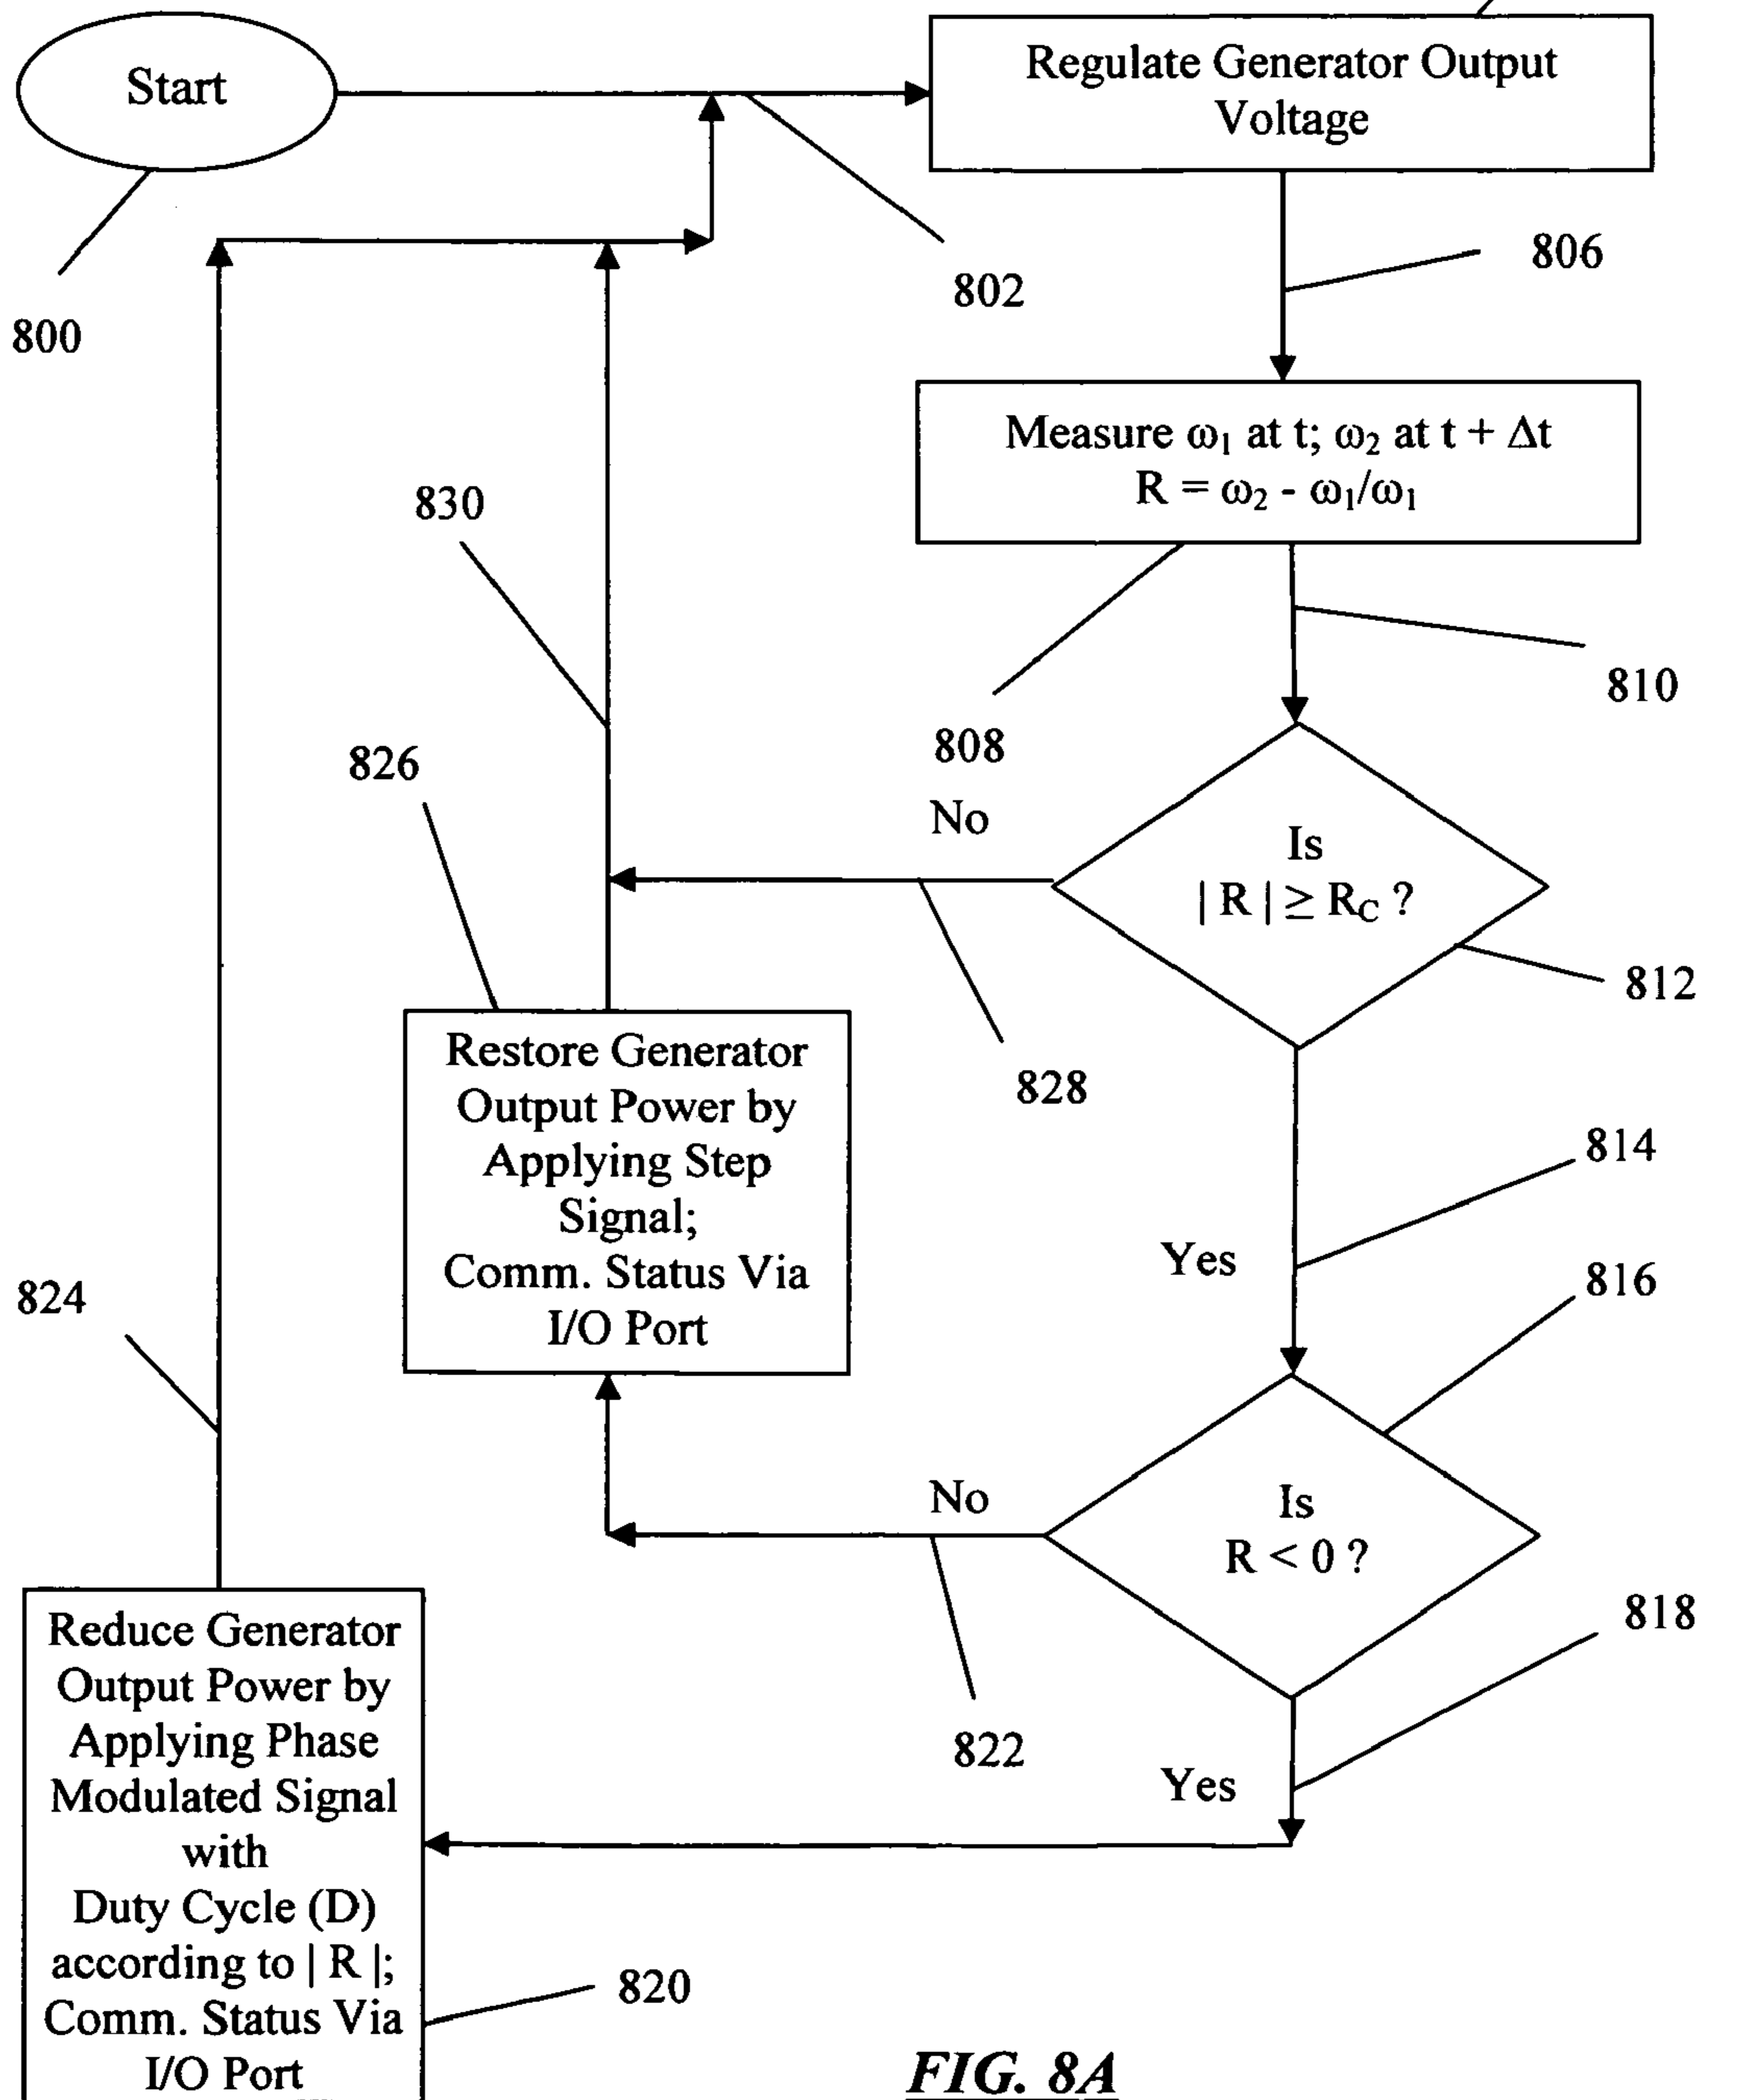 Start
Regulate Generator Output
Voltage
800
802
806
Measure ω₁ at t; ω₂ at t + Δt
R = ω₂ - ω₁/ω₁
830
808
810
826
No
Is
| R | ≥ R_C ?
812
Restore Generator
Output Power by
Applying Step
Signal;
Comm. Status Via
I/O Port
828
814
Yes
816
824
No
Is
R < 0 ?
822
818
Yes
Reduce Generator
Output Power by
Applying Phase
Modulated Signal
with
Duty Cycle (D)
according to | R |;
Comm. Status Via
I/O Port
820
FIG. 8A